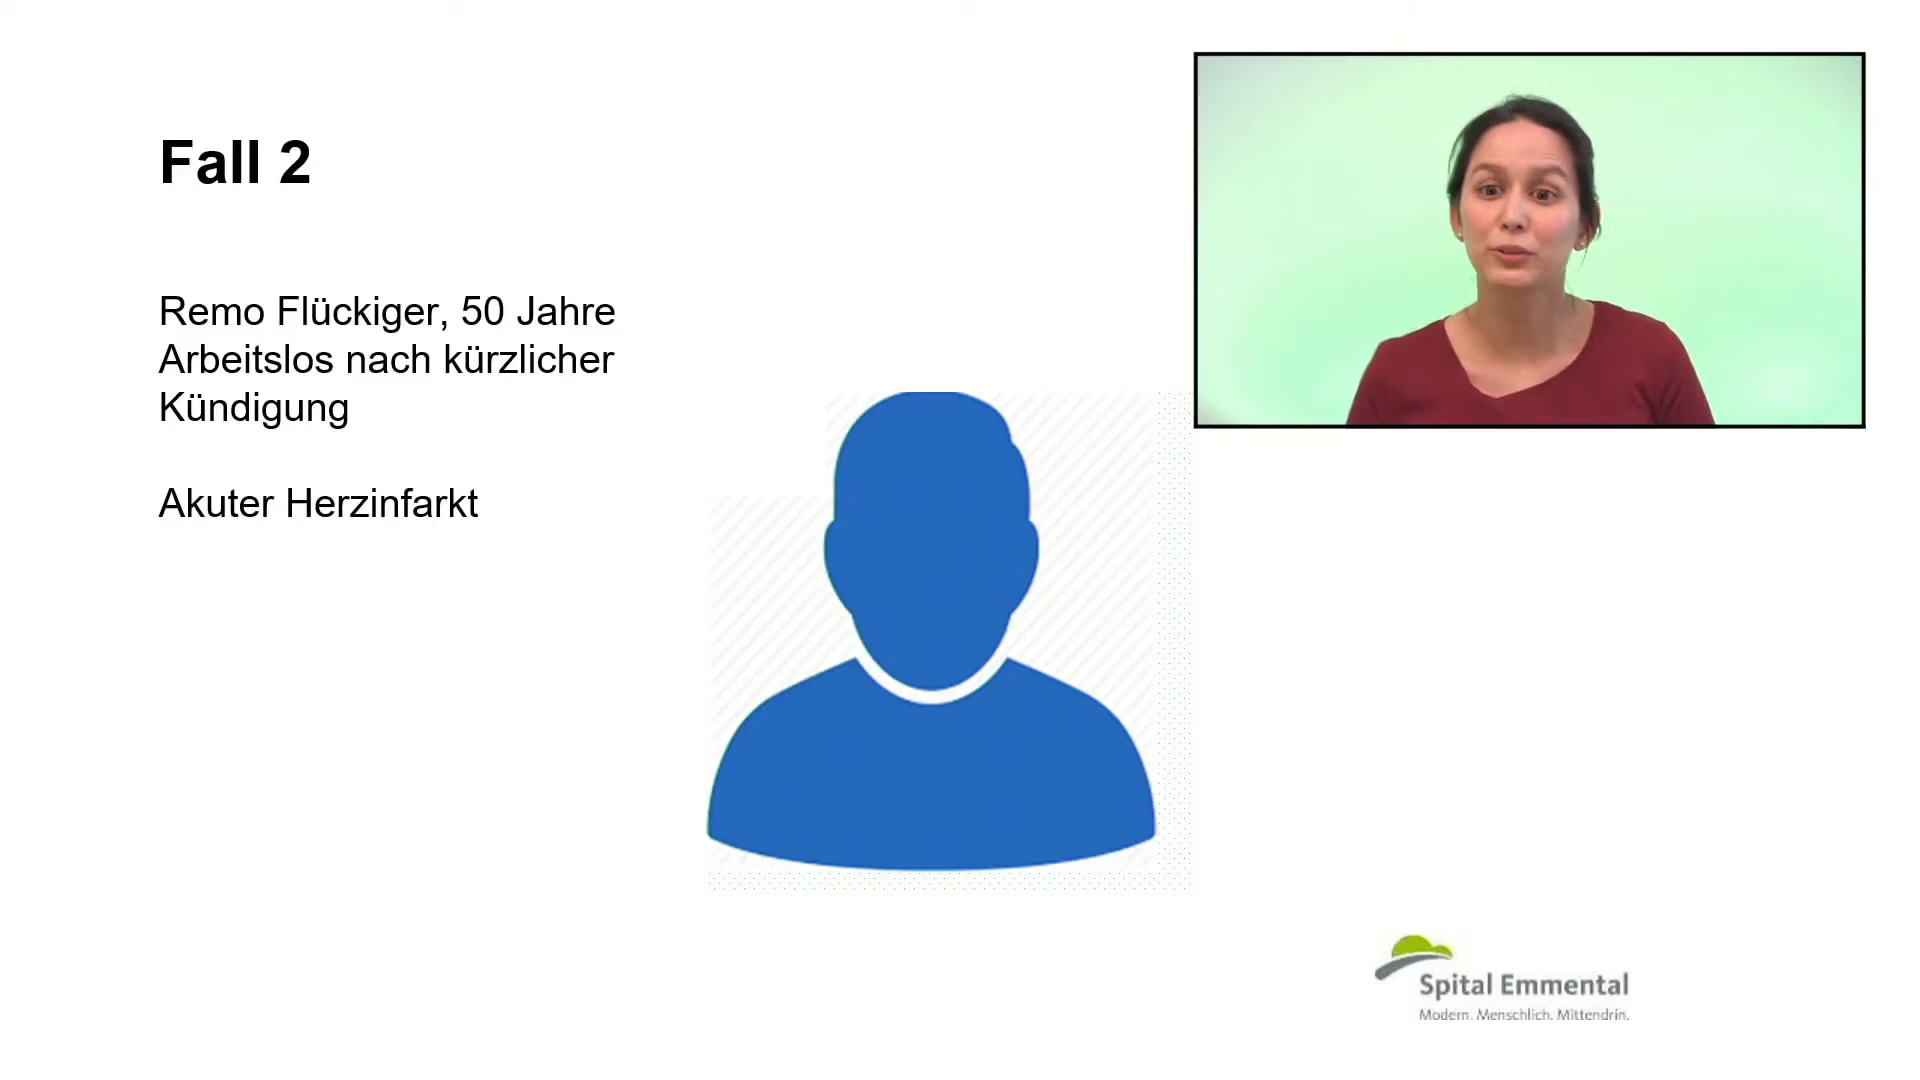 Fall 2
Remo Flückiger, 50 Jahre
Arbeitslos nach kürzlicher
Kündigung
Akuter Herzinfarkt
Spital Emmental
Modern. Menschlich. Mittendrin.